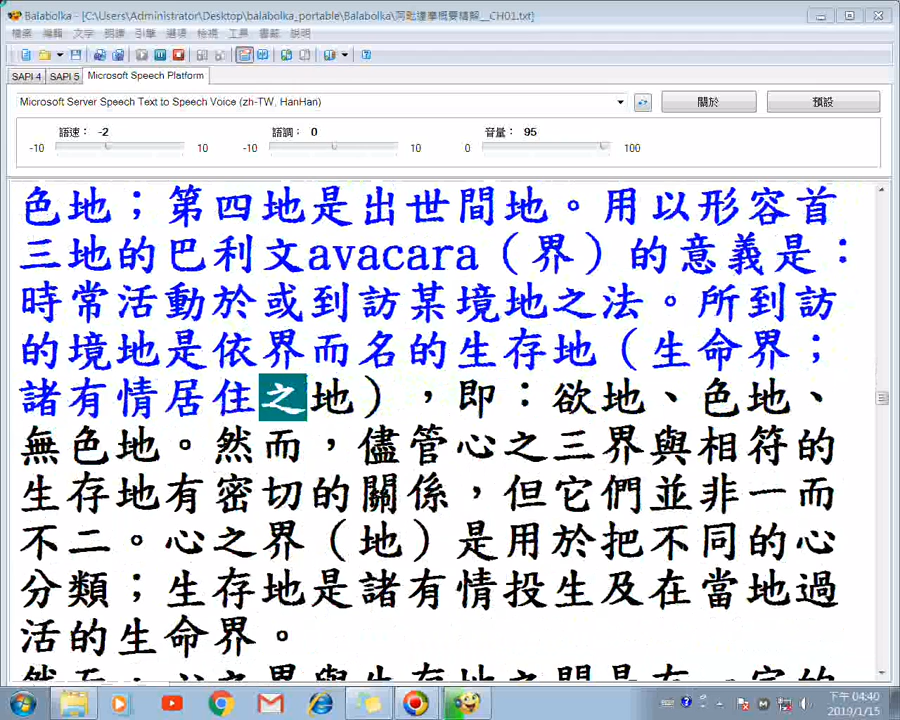 Balabolka - [C:\Users\Administrator\Desktop\balabolka_portable\Balabolka\阿毗達摩概要精解__CH01.txt]
檔案 編輯 文字 朗讀 引擎 選項 檢視 工具 書籤 說明
SAPI 4 SAPI 5 Microsoft Speech Platform
Microsoft Server Speech Text to Speech Voice (zh-TW, HanHan) 關於 預設
語速： -2 語調： 0 音量： 95
-10 10 -10 10 0 100
色地；第四地是出世間地。用以形容首
三地的巴利文avacara（界）的意義是：
時常活動於或到訪某境地之法。所到訪
的境地是依界而名的生存地（生命界；
諸有情居住之地），即：欲地、色地、
無色地。然而，儘管心之三界與相符的
生存地有密切的關係，但它們並非一而
不二。心之界（地）是用於把不同的心
分類；生存地是諸有情投生及在當地過
活的生命界。
下午 04:40
2019/1/15